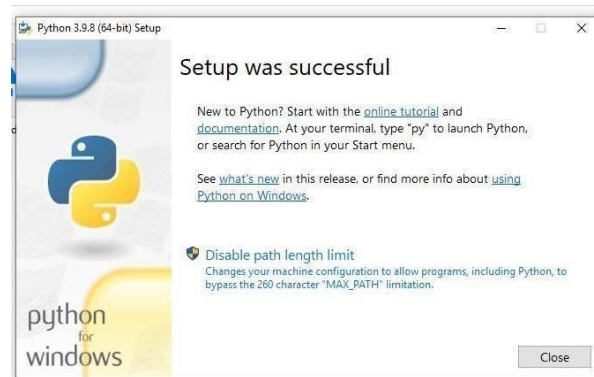 Python 3.9.8 (64-bit) Setup
Setup was successful
New to Python? Start with the online tutorial and
documentation. At your terminal, type "py" to launch Python,
or search for Python in your Start menu.
See what's new in this release, or find more info about using
Python on Windows.
Disable path length limit
Changes your machine configuration to allow programs, including Python, to
bypass the 260 character "MAX_PATH" limitation.
python
for
windows
Close